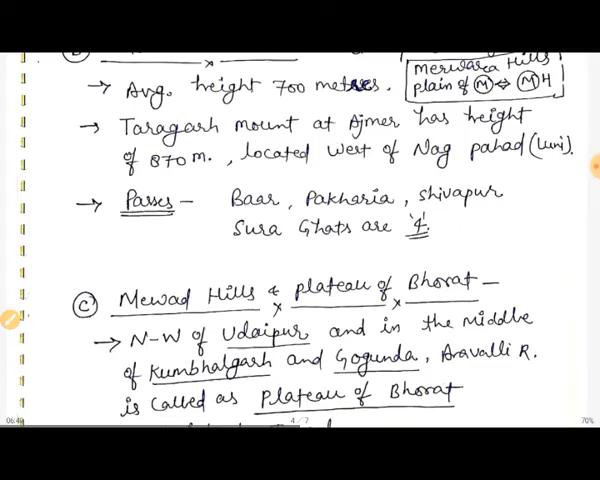 Merwara Hills
plain of (M) ↔ (M)H
→ Avg. height 700 metres.
→ Taragarh mount at Ajmer has height
of 870 m., located west of Nag pahad (Luni).
→ Passes - Baar, Pakharia, Shivapur
Sura Ghats are '4'
(C) Mewad Hills & plateau of Bhorat -
→ N-W of Udaipur and in the middle
of Kumbhalgarh and Gogunda, Aravalli R.
is called as Plateau of Bhorat
06:49
4 / 7
70%